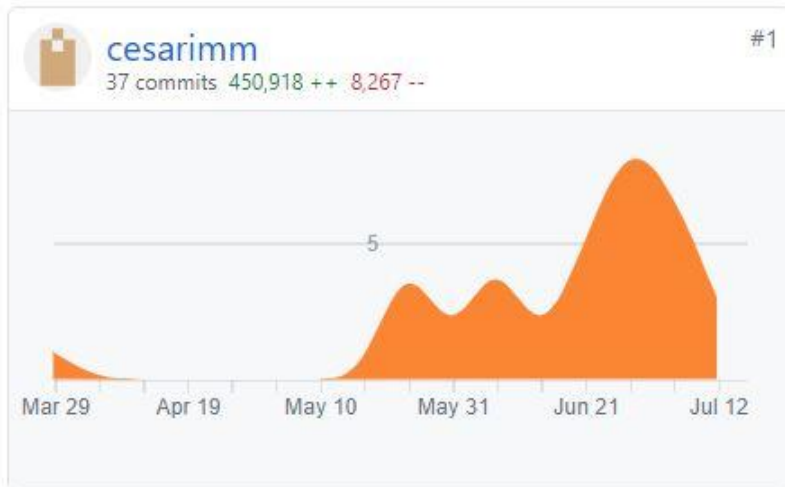 cesarimm #1
37 commits 450,918 ++ 8,267 --
5
Mar 29 Apr 19 May 10 May 31 Jun 21 Jul 12